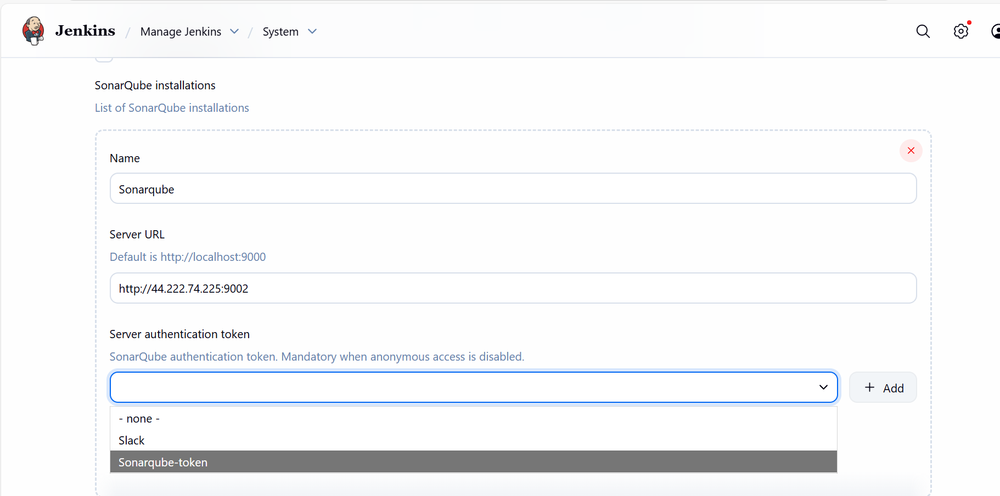 Jenkins / Manage Jenkins / System
SonarQube installations
List of SonarQube installations
Name
Sonarqube
Server URL
Default is http://localhost:9000
http://44.222.74.225:9002
Server authentication token
SonarQube authentication token. Mandatory when anonymous access is disabled.
+ Add
- none -
Slack
Sonarqube-token